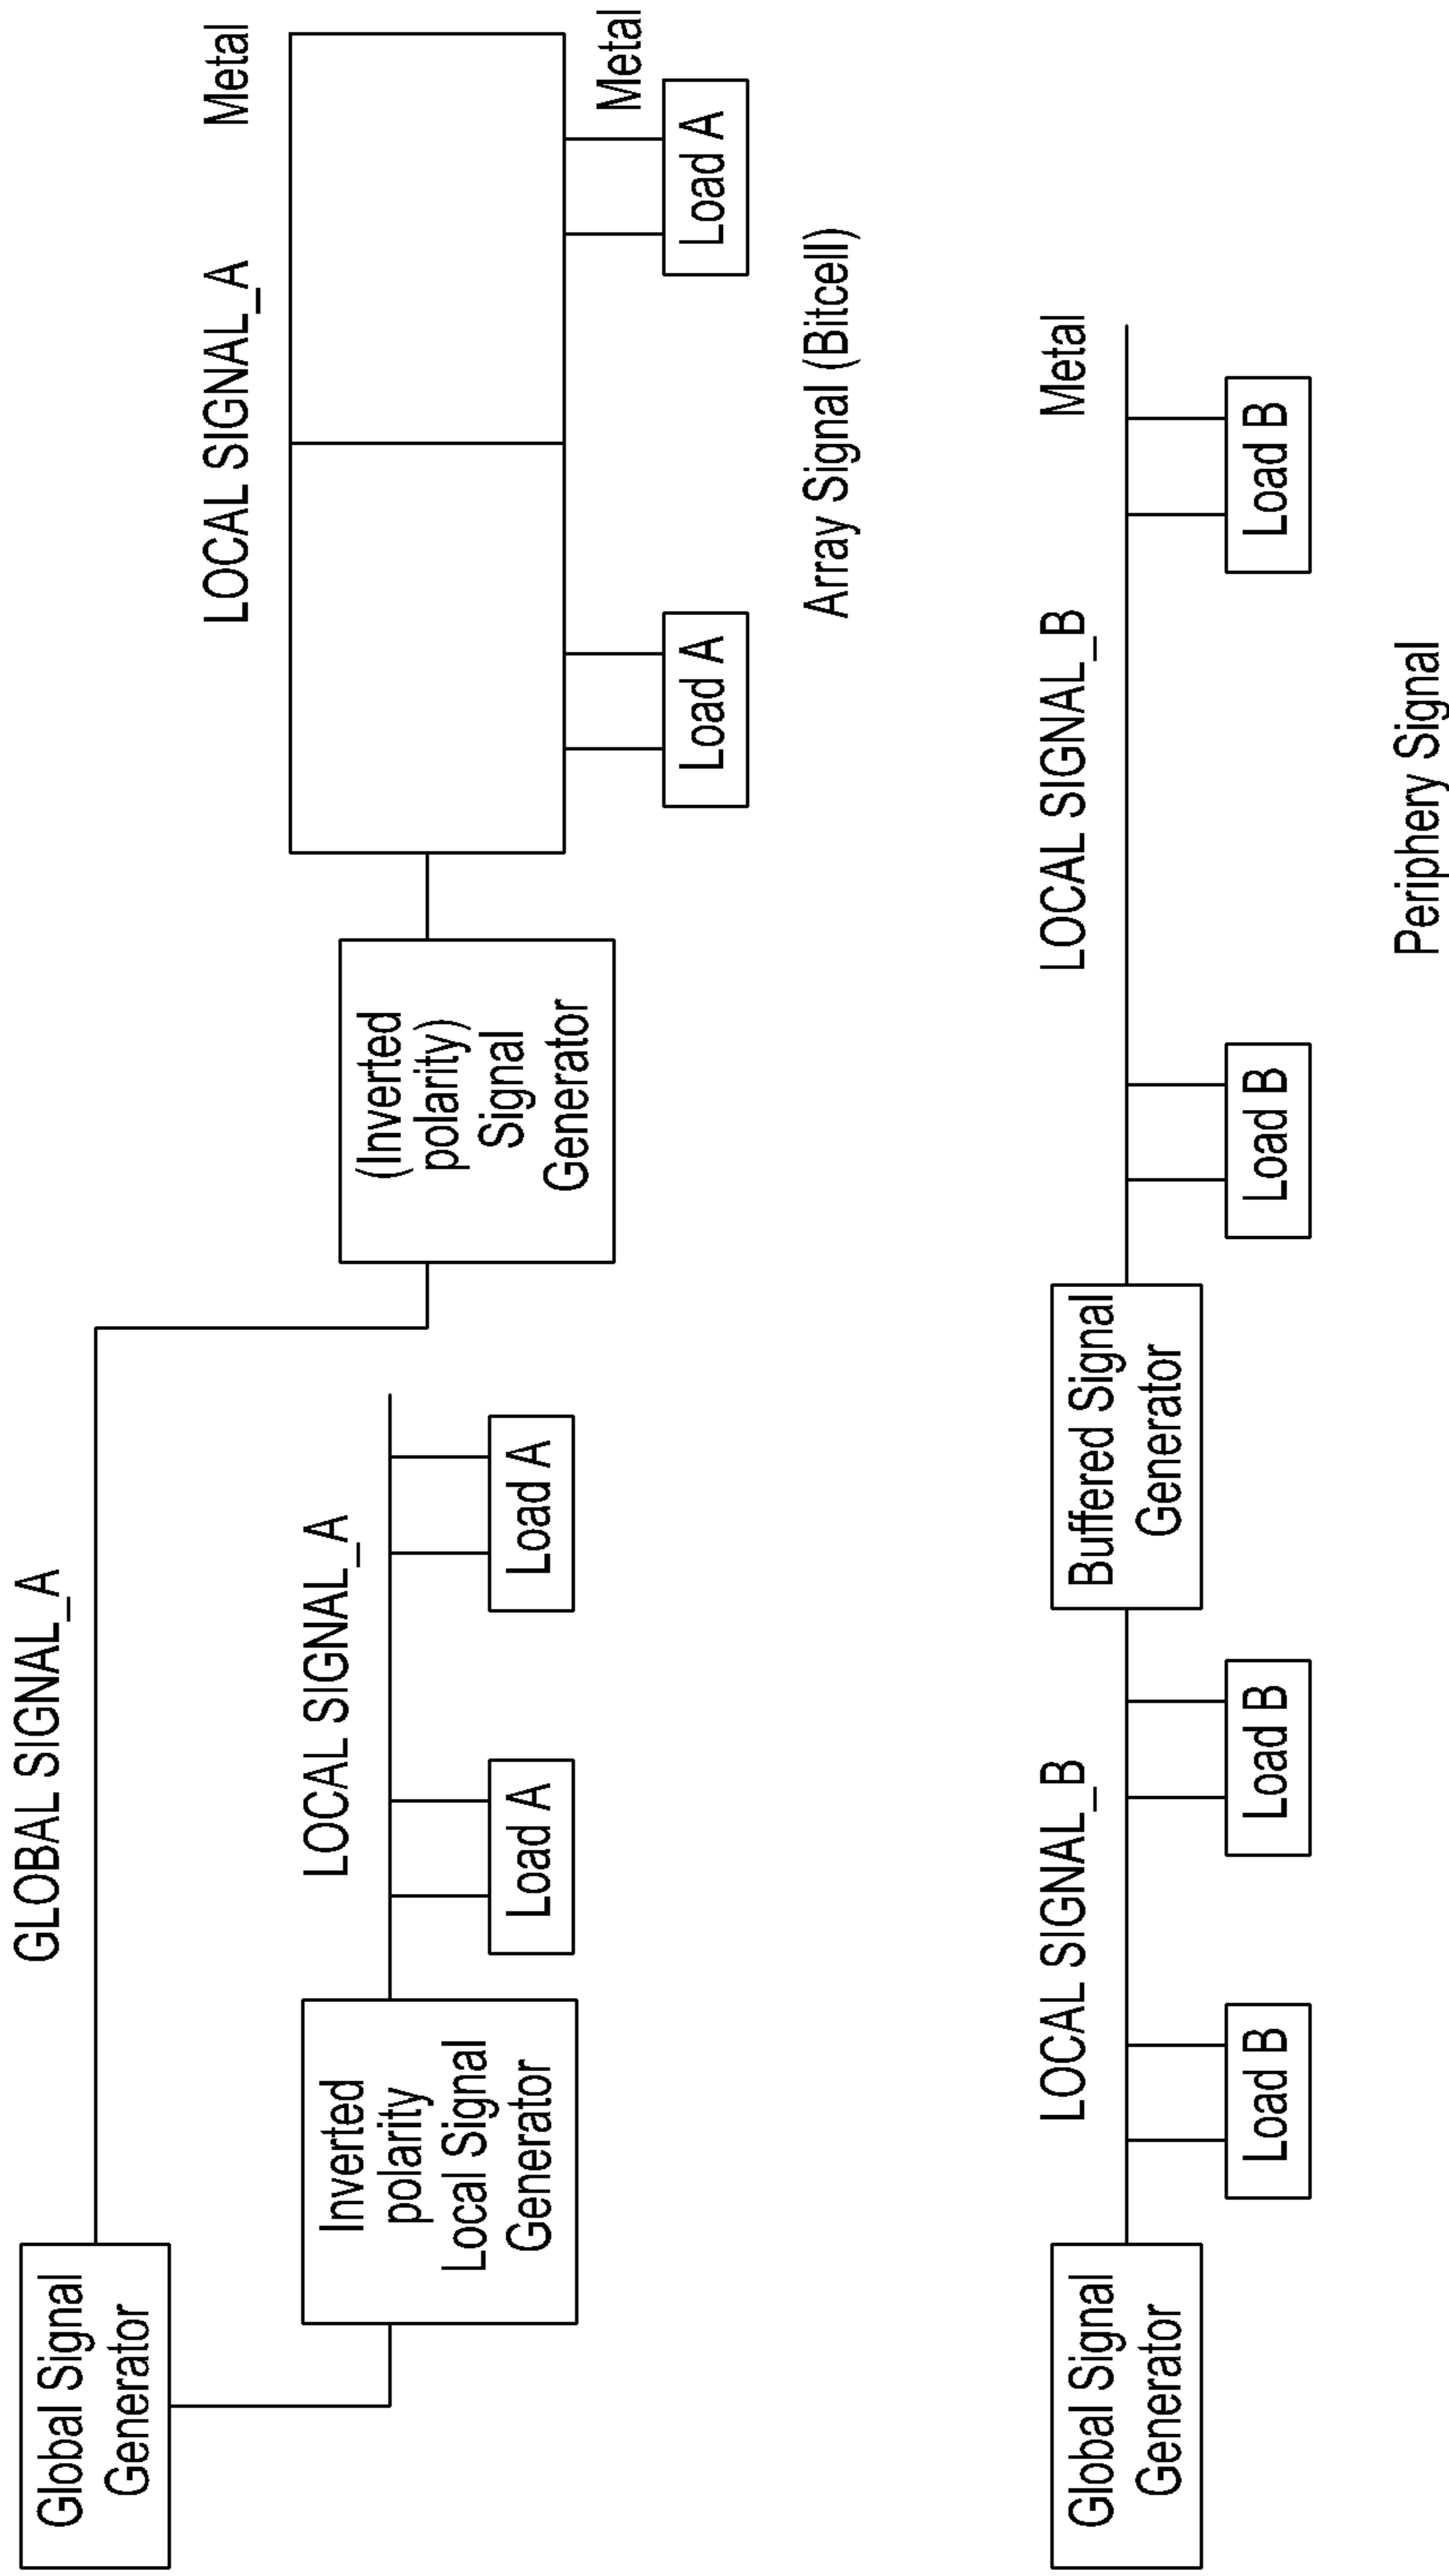 GLOBAL SIGNAL_A
Global Signal
Generator
Inverted
polarity
Local Signal
Generator
LOCAL SIGNAL_A
Load A
Load A
(Inverted
polarity)
Signal
Generator
LOCAL SIGNAL_A
Metal
Metal
Load A
Load A
Array Signal (Bitcell)
Global Signal
Generator
LOCAL SIGNAL_B
Load B
Load B
Buffered Signal
Generator
LOCAL SIGNAL_B
Metal
Load B
Load B
Periphery Signal